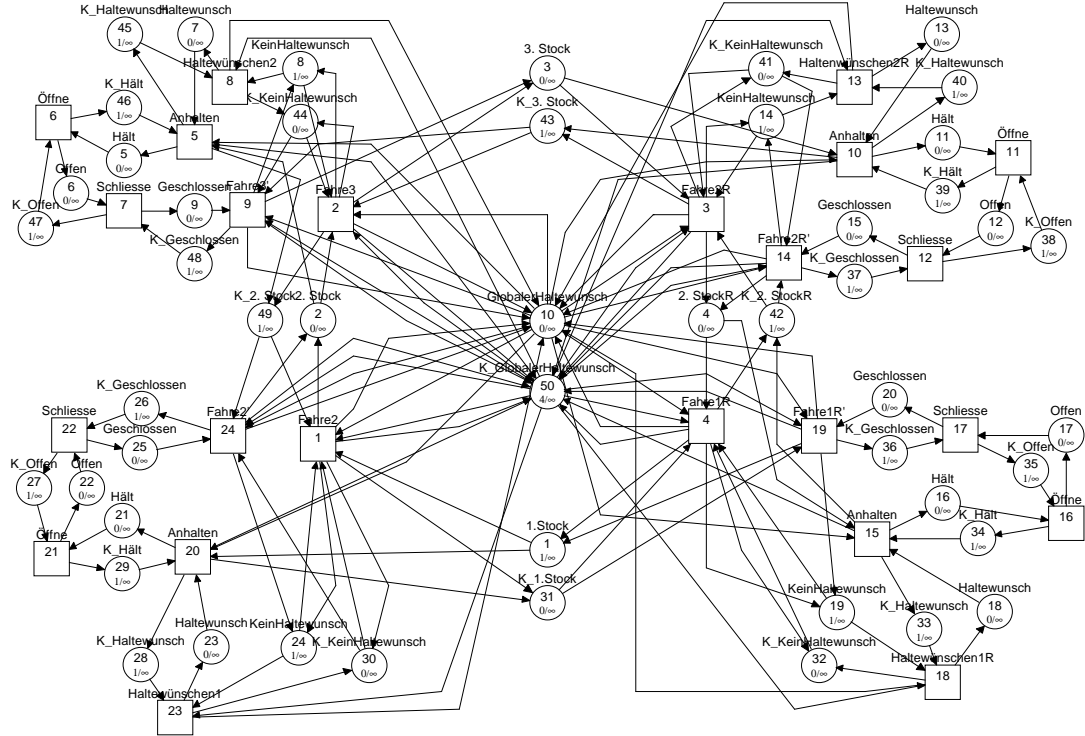 K_Haltewunsch
45
1/∞
Haltewunsch
7
0/∞
Haltewünschen2
8
KeinHaltewunsch
8
1/∞
K_KeinHaltewunsch
44
0/∞
Öffne
6
K_Hält
46
1/∞
Anhalten
5
Hält
5
0/∞
Offen
6
0/∞
K_Offen
47
1/∞
Schliesse
7
Geschlossen
9
0/∞
K_Geschlossen
48
1/∞
9
Fahre3
2
3. Stock
3
0/∞
K_3. Stock
43
1/∞
K_KeinHaltewunsch
41
0/∞
KeinHaltewunsch
14
1/∞
Haltewünschen2R
13
Haltewunsch
13
0/∞
K_Haltewunsch
40
1/∞
Anhalten
10
Hält
11
0/∞
K_Hält
39
1/∞
Öffne
11
Offen
12
0/∞
K_Offen
38
1/∞
Fahre2R
3
Geschlossen
15
0/∞
Fahre2R'
14
K_Geschlossen
37
1/∞
Schliesse
12
K_2. Stock
49
1/∞
2. Stock
2
0/∞
GlobalerHaltewunsch
10
0/∞
2. StockR
4
0/∞
K_2. StockR
42
1/∞
K_GlobalerHaltewunsch
50
4/∞
K_Geschlossen
26
1/∞
Schliesse
22
Geschlossen
25
0/∞
Fahre2'
24
Fahre2
1
K_Offen
27
1/∞
Offen
22
0/∞
Öffne
21
Hält
21
0/∞
K_Hält
29
1/∞
Anhalten
20
1.Stock
1
1/∞
K_1.Stock
31
0/∞
Fahre1R
4
Fahre1R'
19
Geschlossen
20
0/∞
K_Geschlossen
36
1/∞
Schliesse
17
Offen
17
0/∞
K_Offen
35
1/∞
Öffne
16
Hält
16
0/∞
K_Hält
34
1/∞
Anhalten
15
K_Haltewunsch
28
1/∞
Haltewunsch
23
0/∞
KeinHaltewunsch
24
1/∞
K_KeinHaltewunsch
30
0/∞
Haltewünschen1
23
KeinHaltewunsch
19
1/∞
K_KeinHaltewunsch
32
0/∞
K_Haltewunsch
33
1/∞
Haltewunsch
18
0/∞
Haltewünschen1R
18